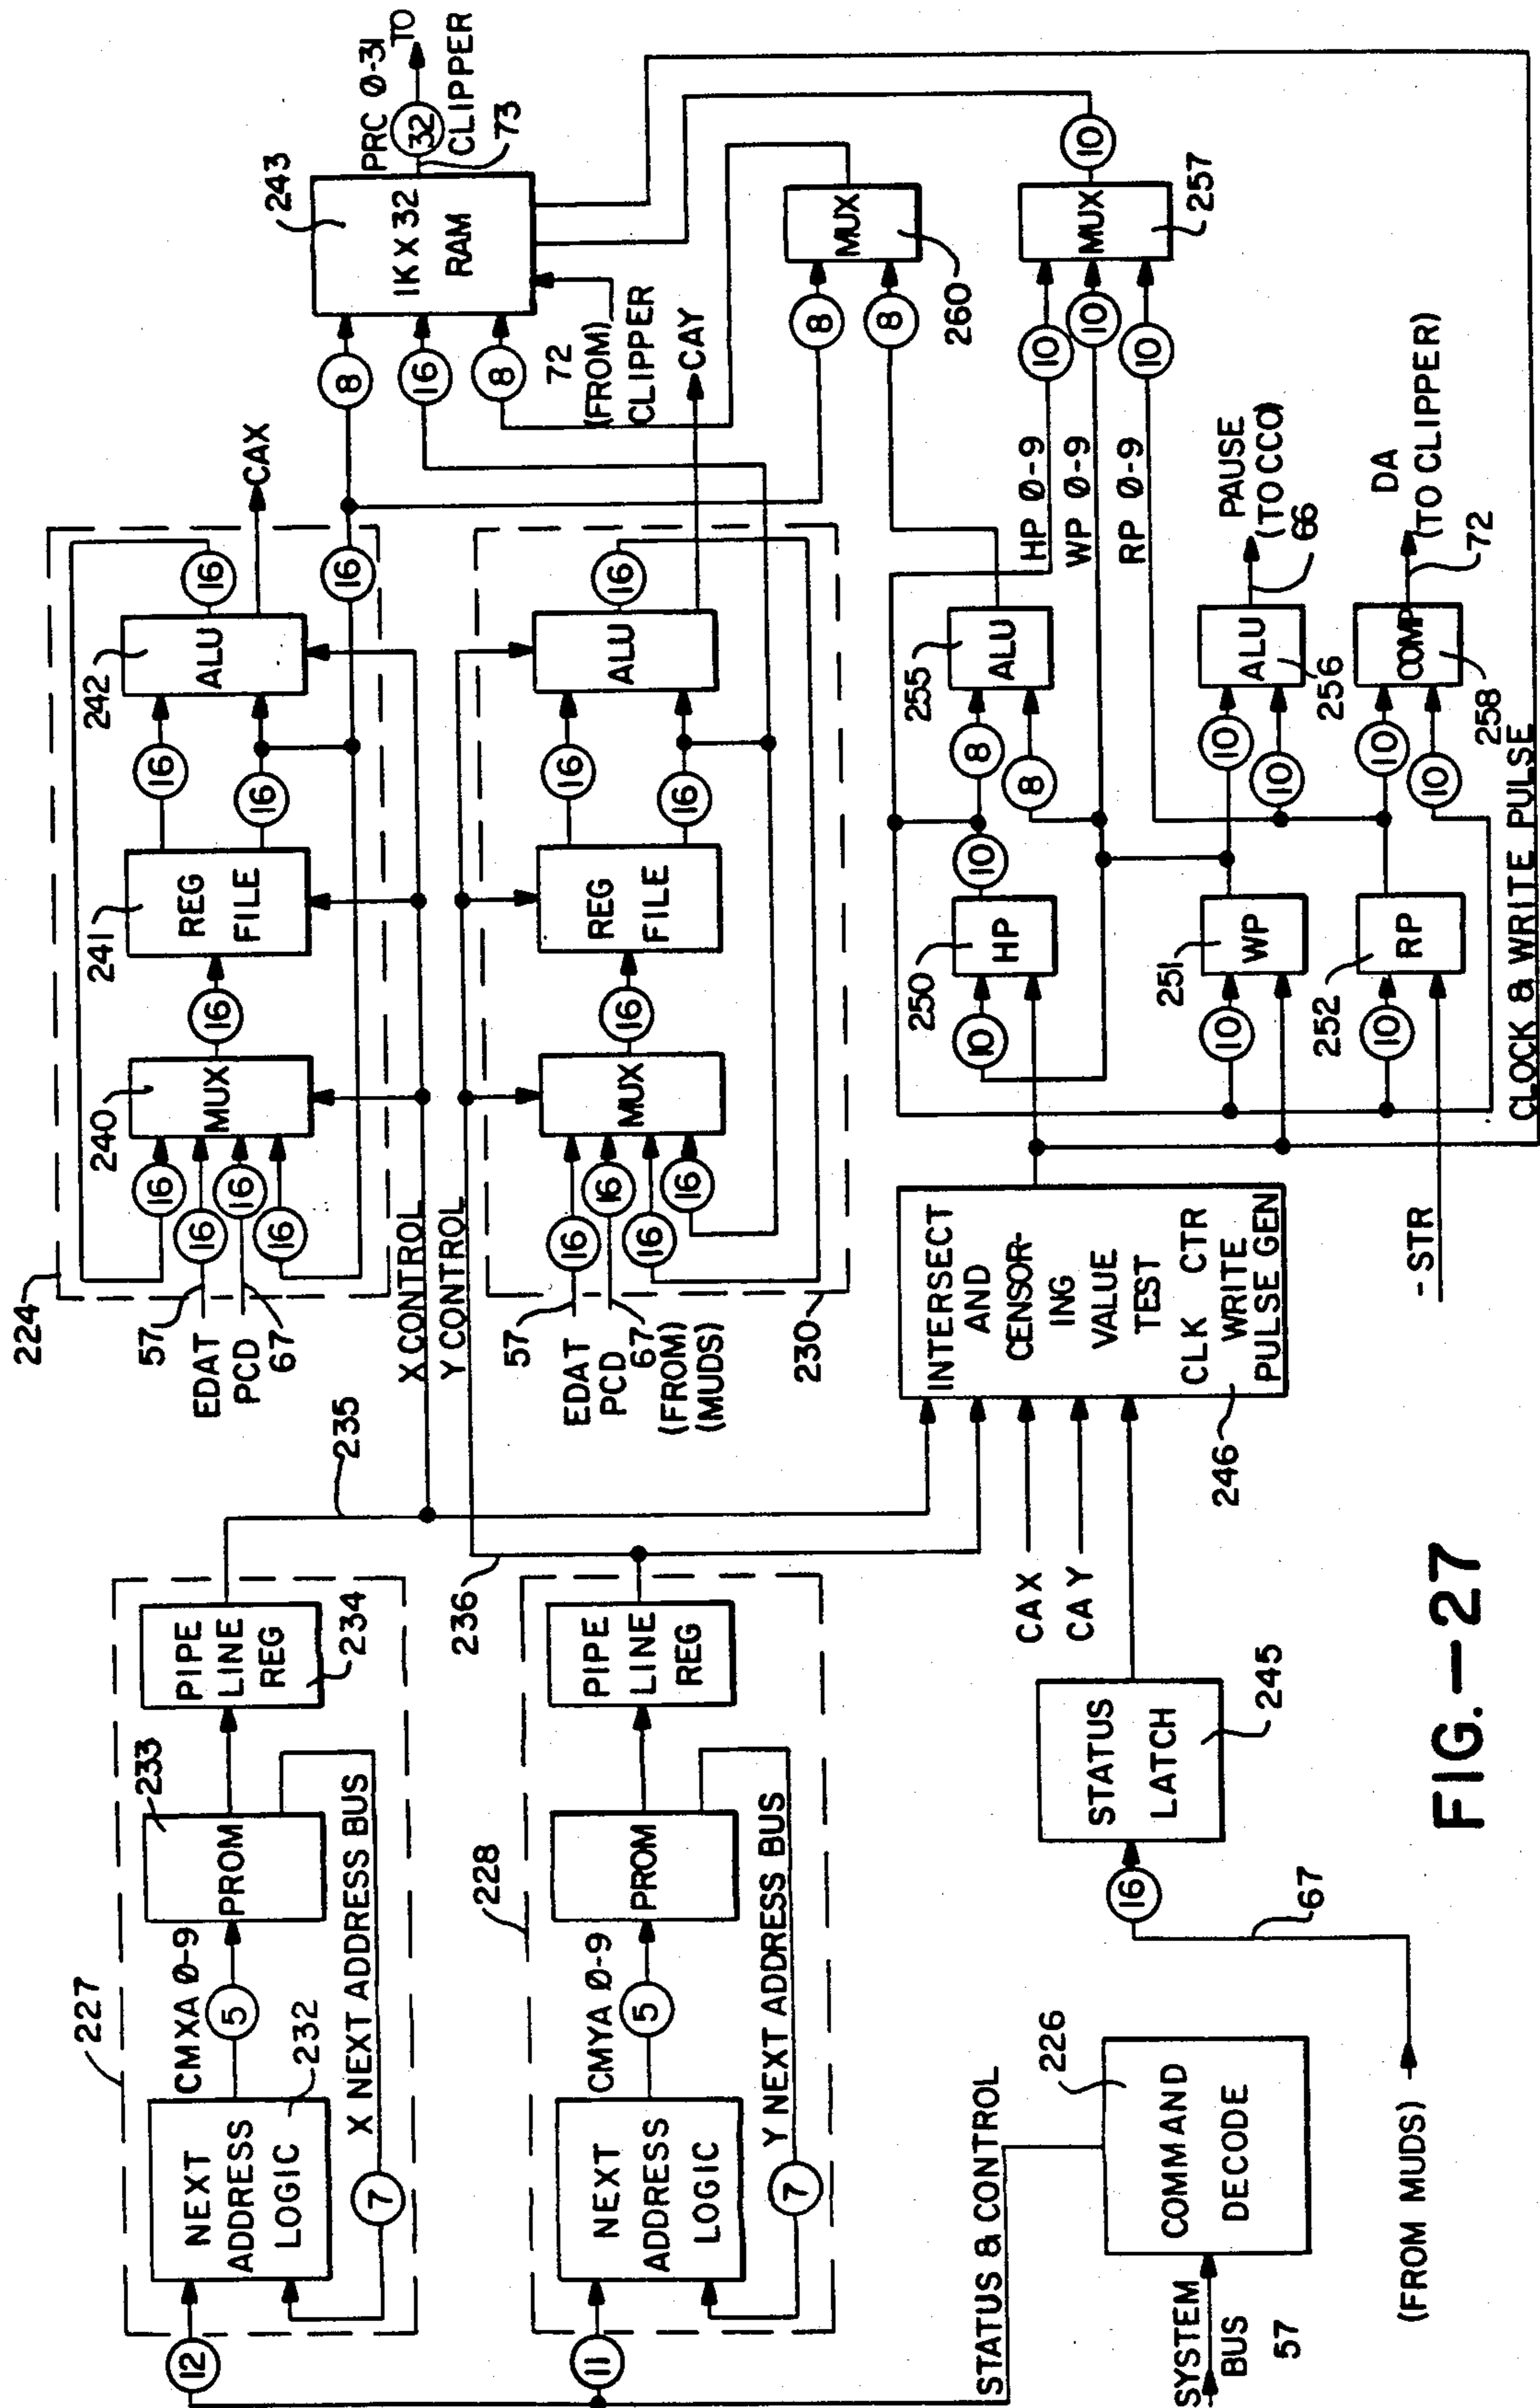 227
12
NEXT
ADDRESS
LOGIC
232
CMXA 0-9
5
233
PROM
PIPE
LINE
REG
234
X NEXT ADDRESS BUS
7
228
11
NEXT
ADDRESS
LOGIC
CMYA 0-9
5
PROM
PIPE
LINE
REG
Y NEXT ADDRESS BUS
7
235
236
X CONTROL
Y CONTROL
224
57
EDAT
PCD
67
16
16
16
16
240
MUX
16
241
REG
FILE
16
16
242
ALU
16
CAX
16
57
EDAT
PCD
67
(FROM)
(MUDS)
16
16
16
16
MUX
16
REG
FILE
16
16
ALU
16
CAY
230
243
1K X 32
RAM
8
16
8
72
(FROM)
CLIPPER
PRC 0-31
32
TO
CLIPPER
73
8
8
MUX
260
STATUS & CONTROL
SYSTEM
BUS
57
226
COMMAND
DECODE
(FROM MUDS)
67
16
STATUS
LATCH
245
CAX
CAY
INTERSECT
AND
CENSOR-
ING
VALUE
TEST
CLK CTR
WRITE
PULSE GEN
246
-STR
250
10
HP
10
8
8
255
ALU
HP 0-9
WP 0-9
RP 0-9
10
10
10
MUX
10
257
251
10
WP
10
10
ALU
256
PAUSE
(TO CCO)
66
252
10
RP
10
10
COMP
258
DA
(TO CLIPPER)
72
CLOCK & WRITE PULSE
FIG.-27